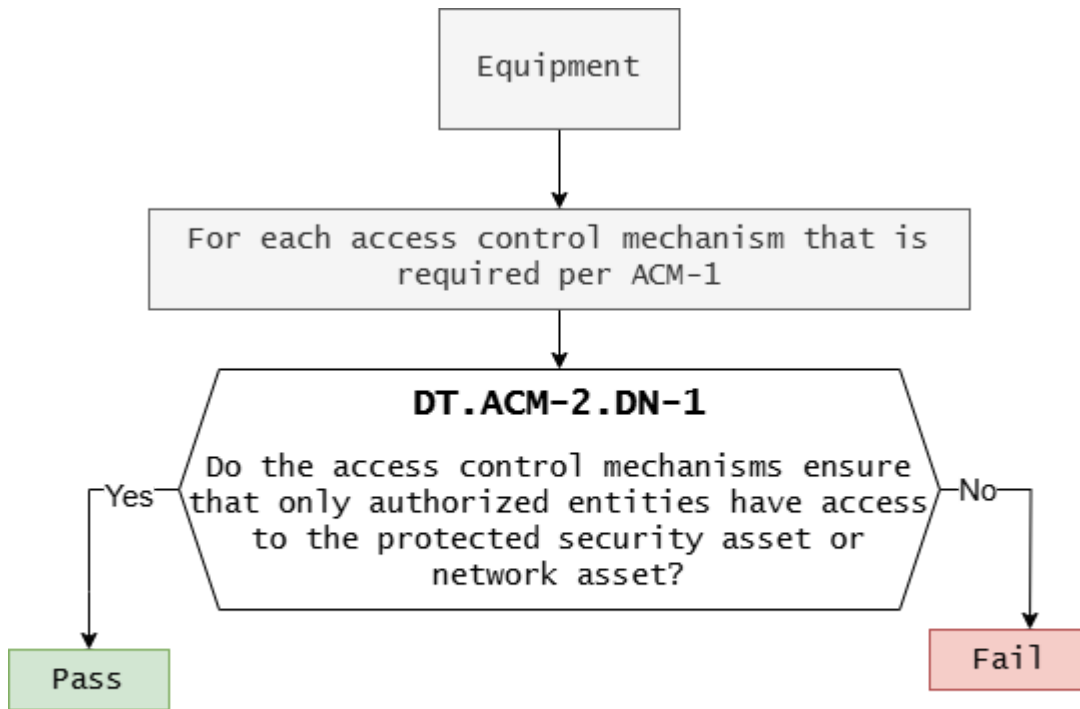 Equipment
For each access control mechanism that is
required per ACM-1
DT.ACM-2.DN-1
Do the access control mechanisms ensure
that only authorized entities have access
to the protected security asset or
network asset?
Yes
No
Pass
Fail